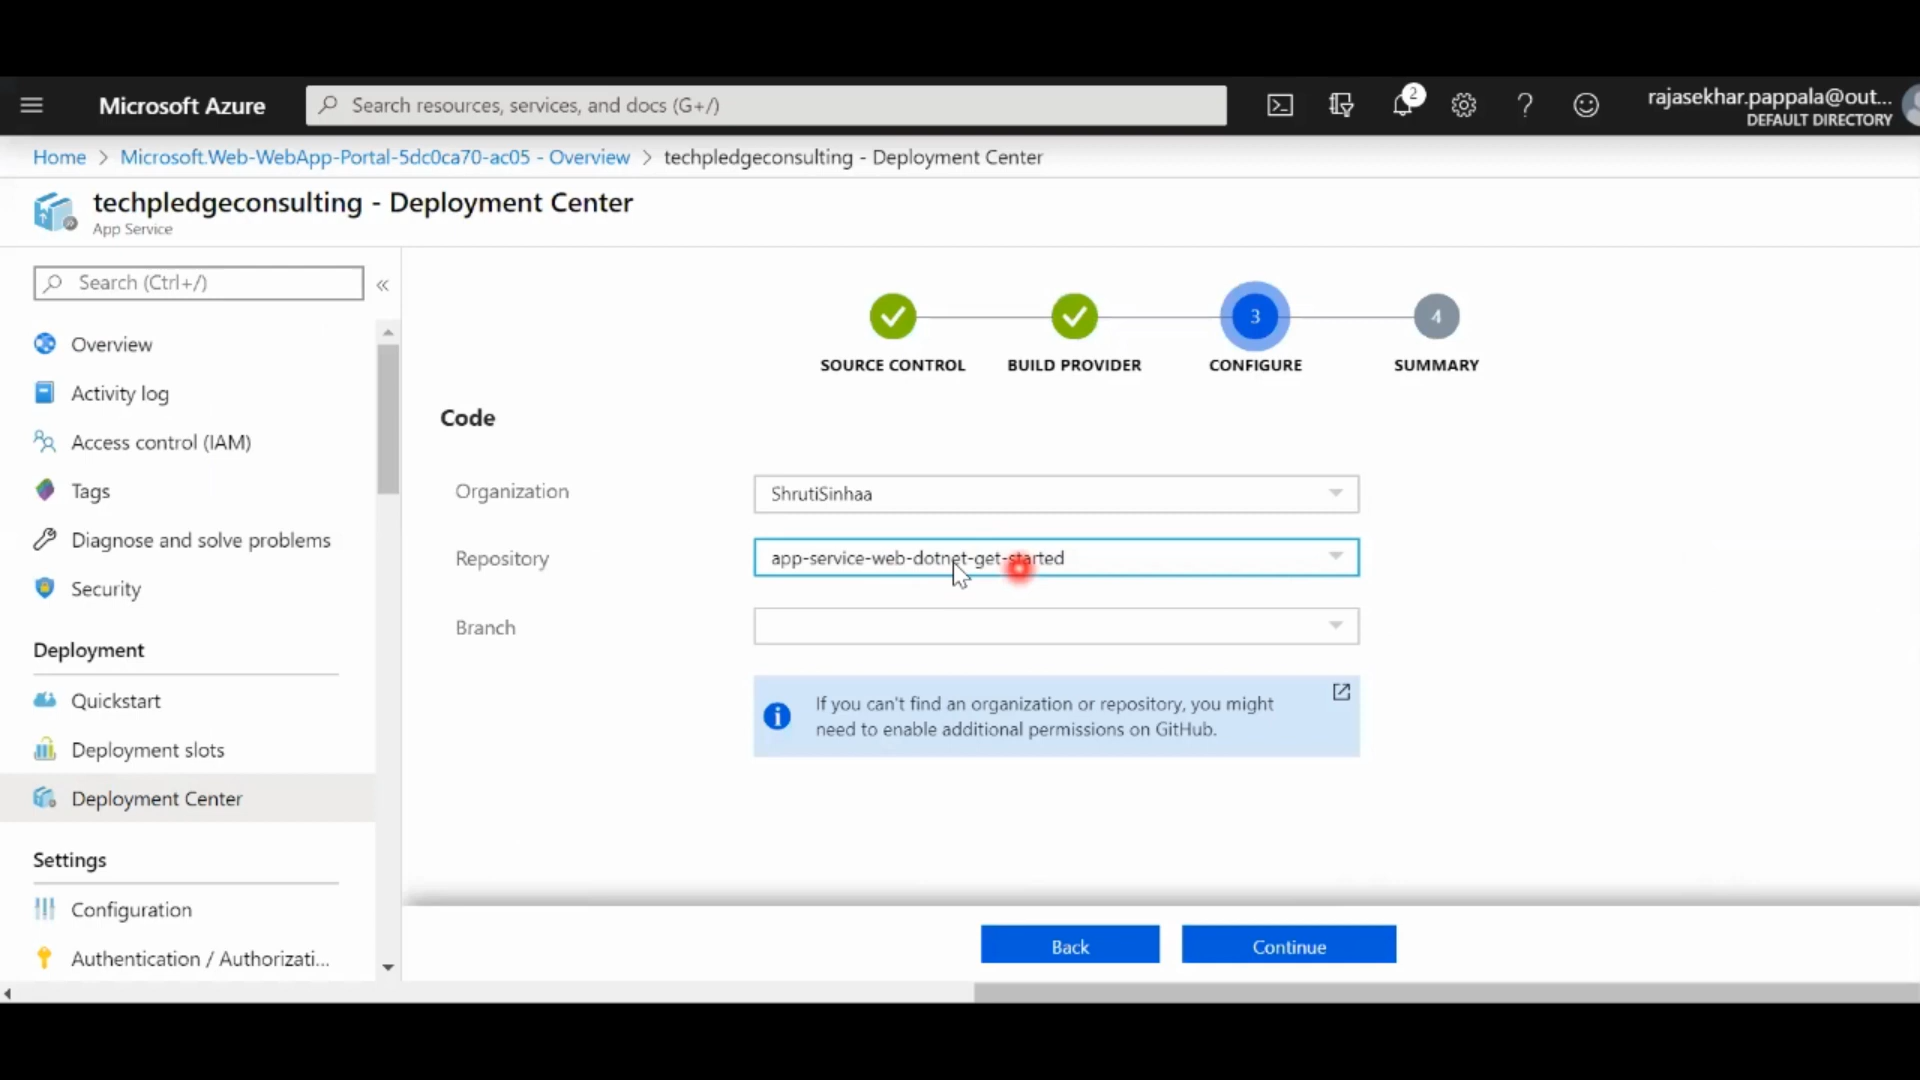 Microsoft Azure
Search resources, services, and docs (G+/)
2
rajasekhar.pappala@out...
DEFAULT DIRECTORY
Home > Microsoft.Web-WebApp-Portal-5dc0ca70-ac05 - Overview > techpledgeconsulting - Deployment Center
techpledgeconsulting - Deployment Center
App Service
Search (Ctrl+/)
«
Overview
Activity log
Access control (IAM)
Tags
Diagnose and solve problems
Security
Deployment
Quickstart
Deployment slots
Deployment Center
Settings
Configuration
Authentication / Authorizati...
3
4
SOURCE CONTROL
BUILD PROVIDER
CONFIGURE
SUMMARY
Code
Organization
ShrutiSinhaa
Repository
app-service-web-dotnet-get-started
Branch
If you can't find an organization or repository, you might
need to enable additional permissions on GitHub.
Back
Continue